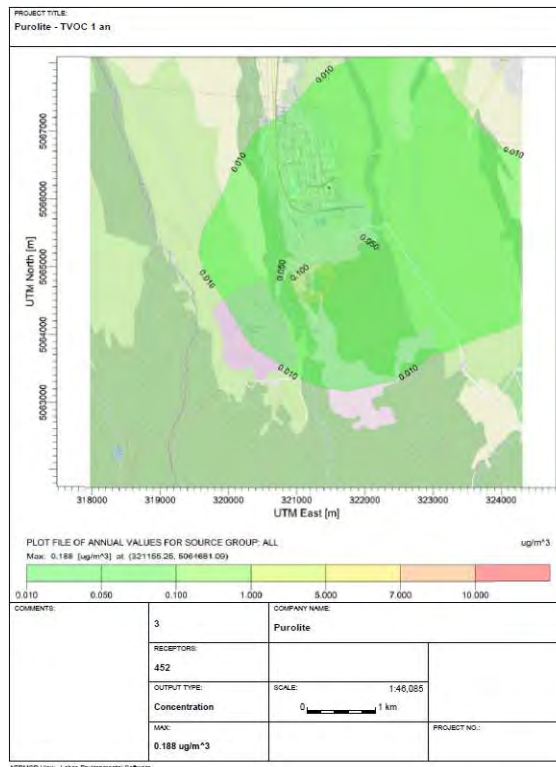 PROJECT TITLE:
Purolite - TVOC 1 an
UTM North [m]
5067000
5066000
5065000
5064000
5063000
0.010
0.010
0.010
0.050
0.050
0.100
0.010
0.010
0.010
318000 319000 320000 321000 322000 323000 324000
UTM East [m]
PLOT FILE OF ANNUAL VALUES FOR SOURCE GROUP: ALL ug/m^3
Max: 0.188 [ug/m^3] at (321155.25, 5064681.09)
0.010 0.050 0.100 1.000 5.000 7.000 10.000
COMMENTS:
3
COMPANY NAME:
Purolite
RECEPTORS:
452
OUTPUT TYPE:
Concentration
SCALE: 1:46,085
0 1 km
MAX:
0.188 ug/m^3
PROJECT NO.: